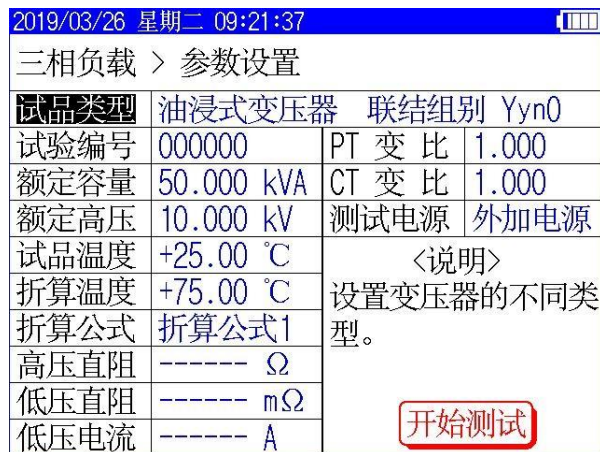 2019/03/26 星期二 09:21:37
三相负载 > 参数设置
试品类型 油浸式变压器 联结组别 Yyn0
试验编号 000000 PT 变 比 1.000
额定容量 50.000 kVA CT 变 比 1.000
额定高压 10.000 kV 测试电源 外加电源
试品温度 +25.00 ℃
折算温度 +75.00 ℃
折算公式 折算公式1
高压直阻 ------ Ω
低压直阻 ------ mΩ
低压电流 ------ A
<说明>
设置变压器的不同类
型。
开始测试